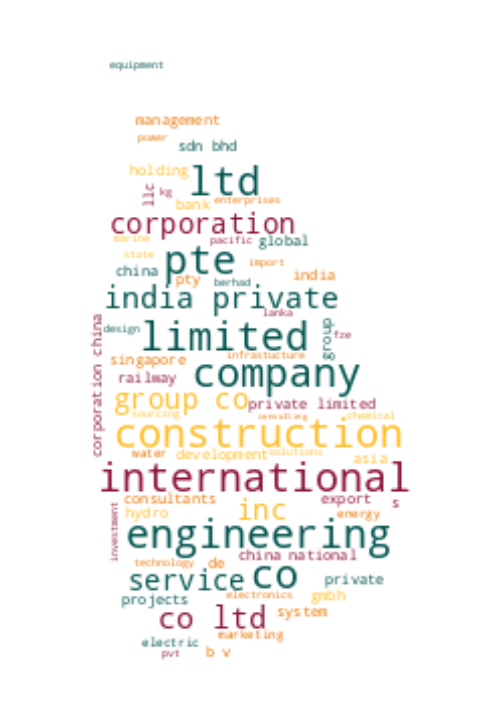 equipment
management
power
sdn bhd
holding
ltd
llc
kg
bank
enterprises
corporation
marine
pacific
global
state
pte
import
china
pty
berhad
india
india private
lanka
corporation china
design
limited
group
fze
singapore
infrastucture
railway
company
group co
private limited
sourcing
consulting
chemical
construction
water
development
solutions
asia
international
consultants
export
s
investment
hydro
inc
energy
engineering
china national
technology
de
service
co
private
projects
electronics
gmbh
co ltd
system
marketing
electric
pvt
b v